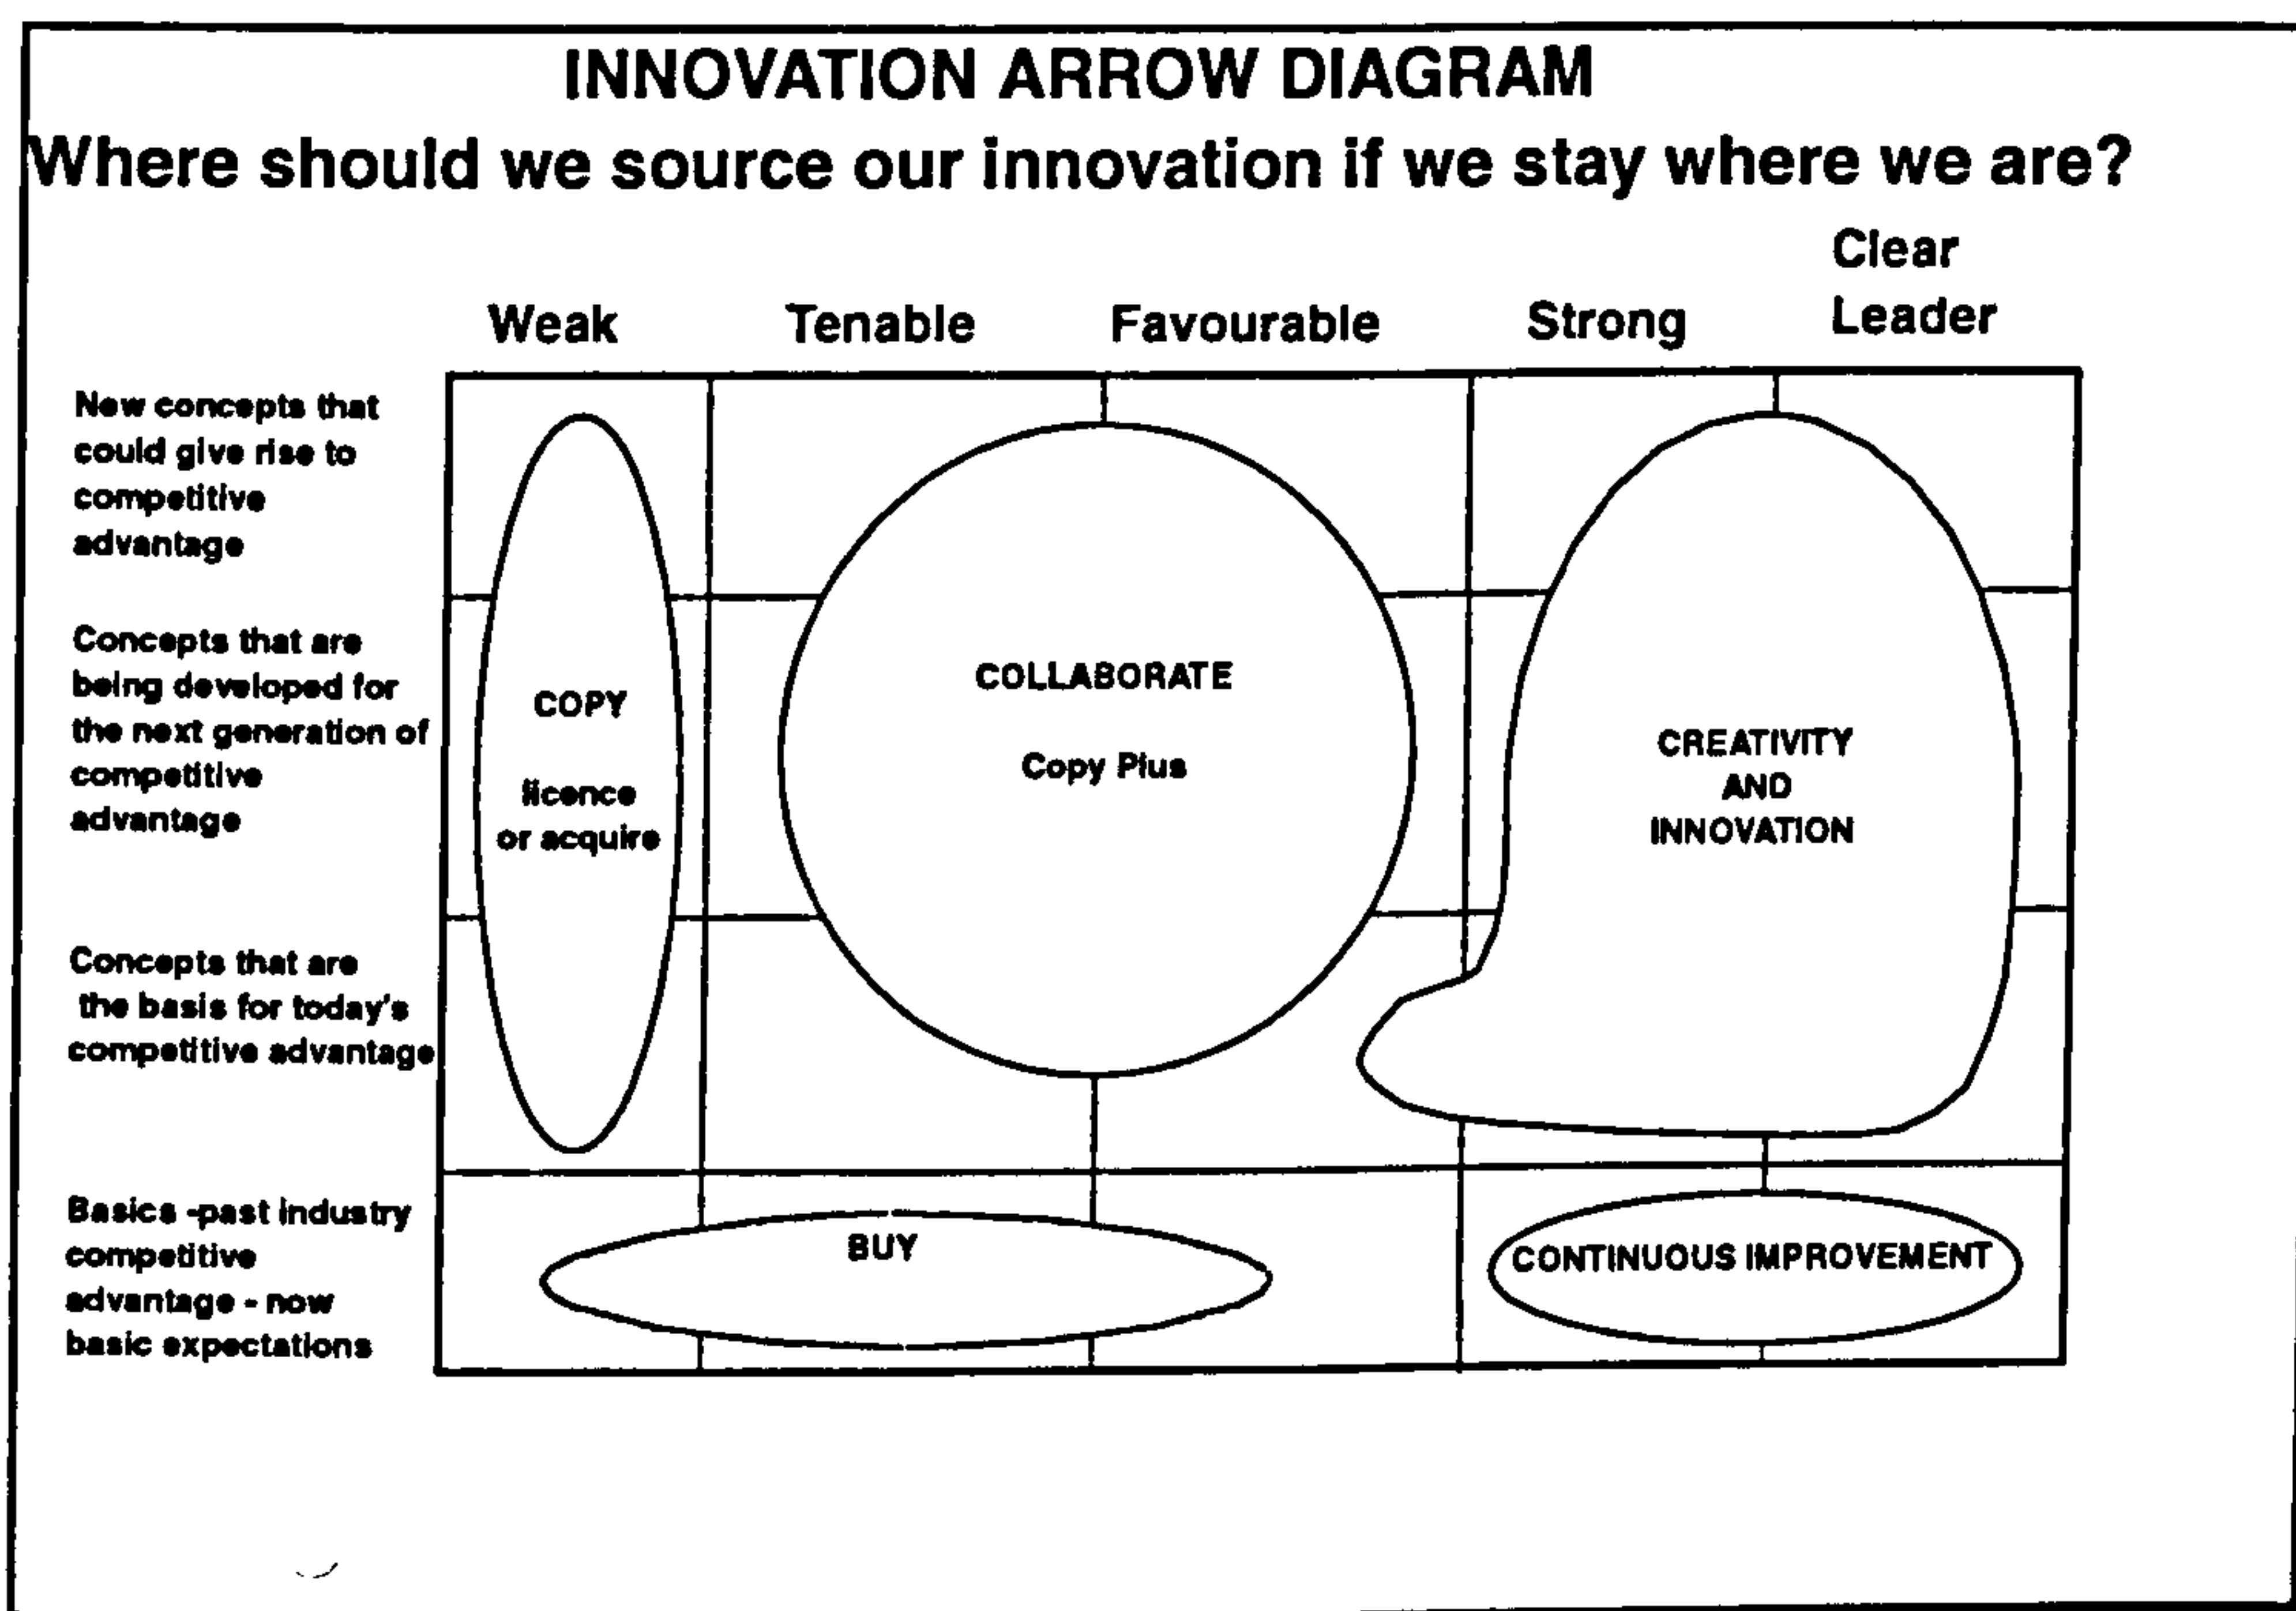 INNOVATION ARROW DIAGRAM
Where should we source our innovation if we stay where we are?
Clear
Weak Tenable Favourable Strong Leader
New concepts that
could give rise to
competitive
advantage
Concepts that are
being developed for
the next generation of
competitive
advantage
Concepts that are
the basis for today's
competitive advantage
Basics -past industry
competitive
advantage - now
basic expectations
COPY
licence
or acquire
COLLABORATE
Copy Plus
CREATIVITY
AND
INNOVATION
BUY
CONTINUOUS IMPROVEMENT